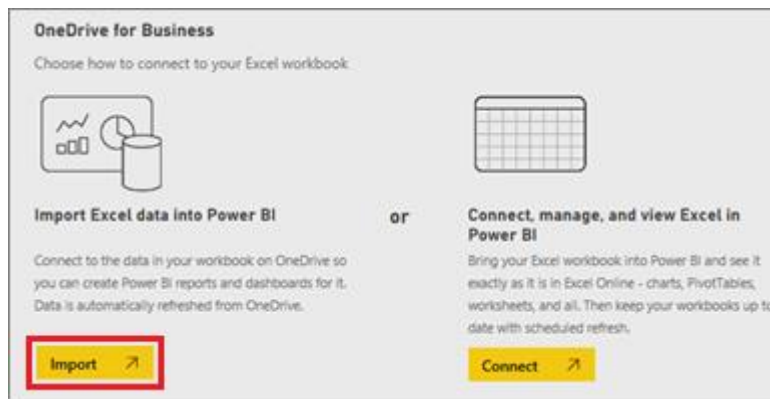 OneDrive for Business
Choose how to connect to your Excel workbook
Import Excel data into Power BI
Connect to the data in your workbook on OneDrive so
you can create Power BI reports and dashboards for it.
Data is automatically refreshed from OneDrive.
Import
or
Connect, manage, and view Excel in
Power BI
Bring your Excel workbook into Power BI and see it
exactly as it is in Excel Online - charts, PivotTables,
worksheets, and all. Then keep your workbooks up to
date with scheduled refresh.
Connect